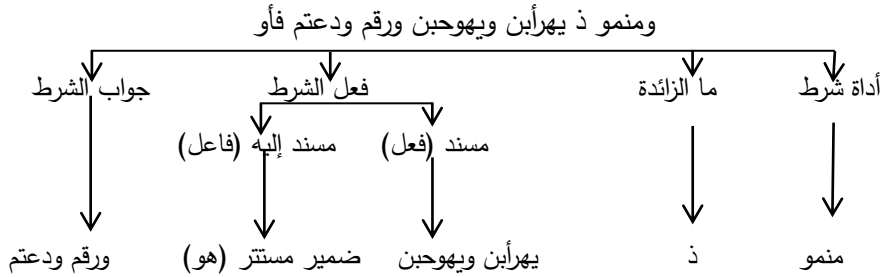 ومنمو ذ يهرأبن ويهوحبن ورقم ودعتم فأو
أداة شرط ما الزائدة فعل الشرط جواب الشرط
مسند (فعل) مسند إليه (فاعل)
منمو ذ يهرأبن ويهوحبن ضمير مستتر (هو) ورقم ودعتم